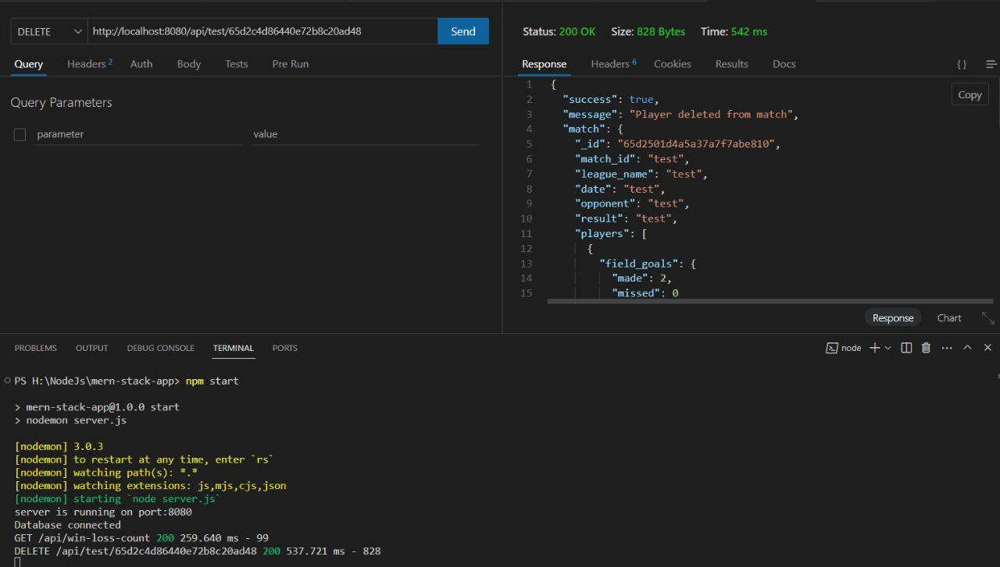 DELETE http://localhost:8080/api/test/65d2c4d86440e72b8c20ad48 Send
Query Headers 2 Auth Body Tests Pre Run
Query Parameters
parameter value
Status: 200 OK Size: 828 Bytes Time: 542 ms
Response Headers 6 Cookies Results Docs { }
Copy
1 {
2 "success": true,
3 "message": "Player deleted from match",
4 "match": {
5 "_id": "65d2501d4a5a37a7f7abe810",
6 "match_id": "test",
7 "league_name": "test",
8 "date": "test",
9 "opponent": "test",
10 "result": "test",
11 "players": [
12 {
13 "field_goals": {
14 "made": 2,
15 "missed": 0
Response Chart
PROBLEMS OUTPUT DEBUG CONSOLE TERMINAL PORTS node
PS H:\NodeJs\mern-stack-app> npm start
> mern-stack-app@1.0.0 start
> nodemon server.js
[nodemon] 3.0.3
[nodemon] to restart at any time, enter `rs`
[nodemon] watching path(s): *.*
[nodemon] watching extensions: js,mjs,cjs,json
[nodemon] starting `node server.js`
server is running on port:8080
Database connected
GET /api/win-loss-count 200 259.640 ms - 99
DELETE /api/test/65d2c4d86440e72b8c20ad48 200 537.721 ms - 828